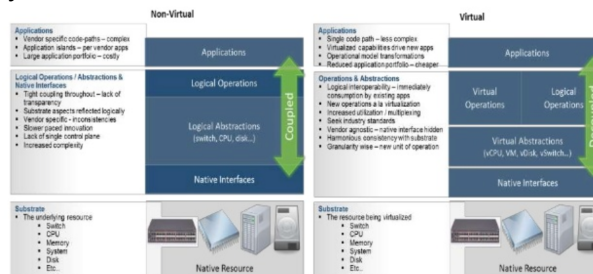 Non-Virtual
Applications
• Vendor specific code-paths – complex
• Application islands – per vendor apps
• Large application portfolio – costly
Applications
Logical Operations / Abstractions &
Native Interfaces
• Tight coupling throughout – lack of
transparency
• Substrate aspects reflected logically
• Vendor specific - inconsistencies
• Slower paced innovation
• Lack of single control plane
• Increased complexity
Logical Operations
Logical Abstractions
(switch, CPU, disk...)
Native Interfaces
Coupled
Substrate
• The underlying resource
• Switch
• CPU
• Memory
• System
• Disk
• Etc..
Native Resource
Virtual
Applications
• Single code path – less complex
• Virtualized capabilities drive new apps
• Operational model transformations
• Reduced application portfolio – cheaper
Applications
Operations & Abstractions
• Logical interoperability – immediately
consumption by existing apps
• New operations a la virtualization
• Increased utilization / multiplexing
• Seek industry standards
• Vendor agnostic – native interface hidden
• Harmonious consistency with substrate
• Granularity wise – new unit of operation
Virtual
Operations
Logical
Operations
Virtual Abstractions
(vCPU, VM, vDisk, vSwitch...)
Native Interfaces
Substrate
• The resource being virtualized
• Switch
• CPU
• Memory
• System
• Disk
• Etc..
Native Resource